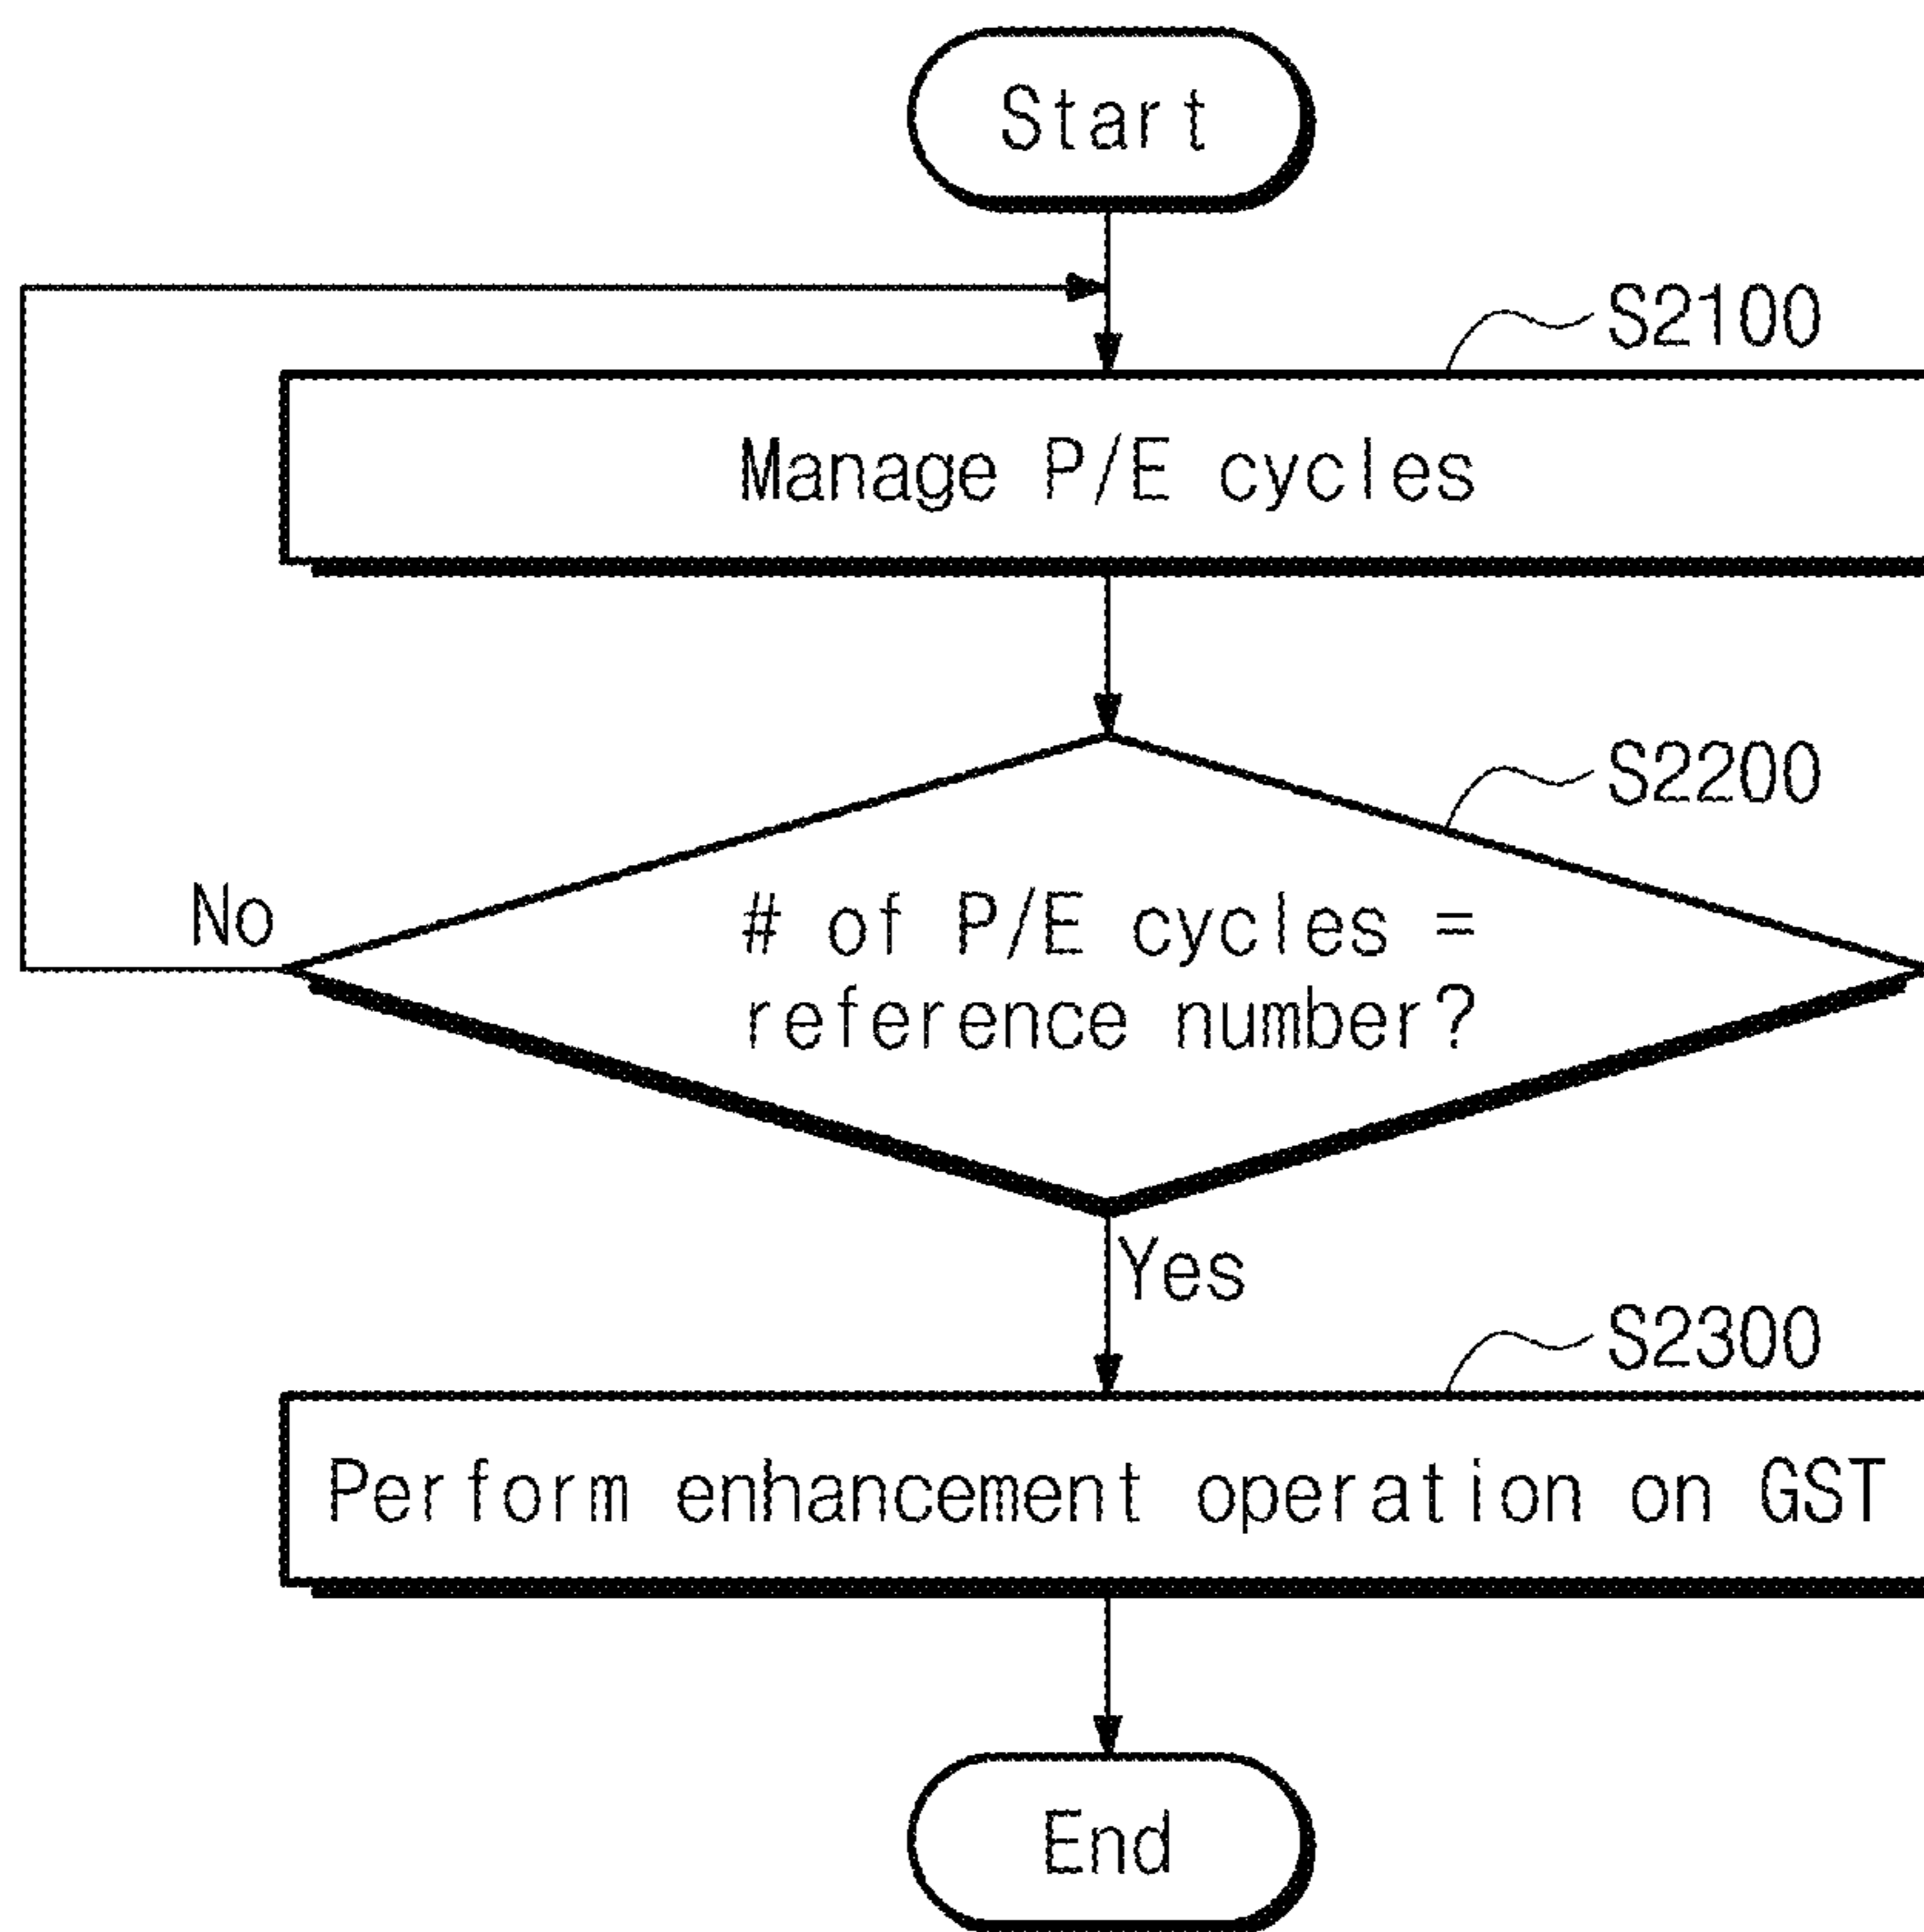 Start
S2100
Manage P/E cycles
S2200
No
# of P/E cycles =
reference number?
Yes
S2300
Perform enhancement operation on GST
End